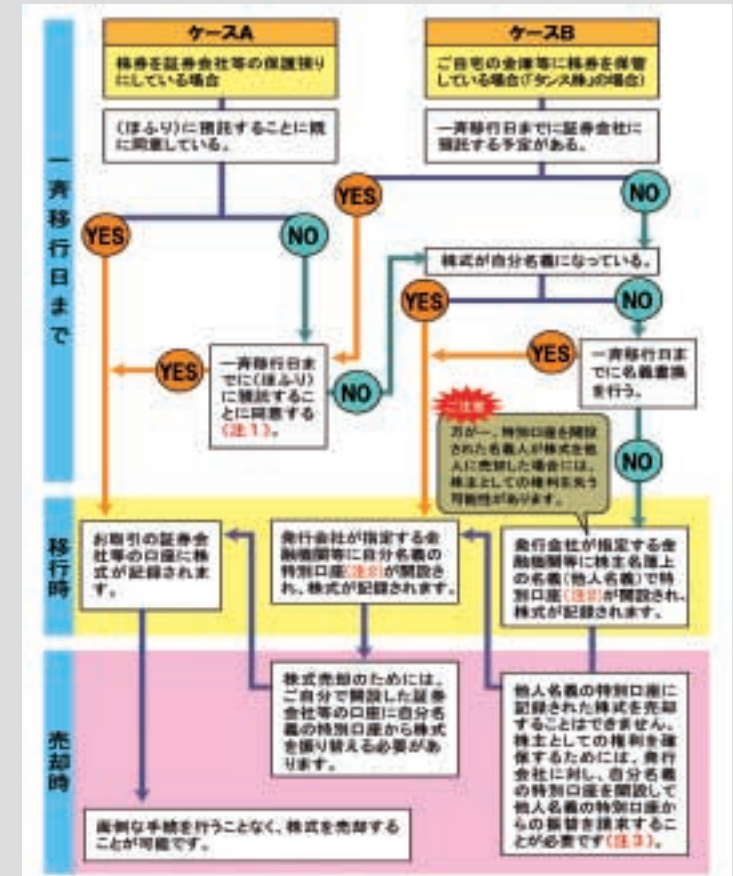 ケースA
株券を証券会社等の保護預り
にしている場合
(ほふり)に預託することに既
に同意している。
ケースB
ご自宅の金庫等に株券を保管
している場合(「タンス株」の場合)
一斉移行日までに証券会社に
預託する予定がある。
一斉移行日まで
YES
NO
YES
NO
株式が自分名義になっている。
YES
NO
一斉移行日ま
でに(ほふり)
に預託するこ
とに同意する
(注1)。
YES
NO
一斉移行日ま
でに名義書換
を行う。
YES
NO
ご注意
万が一、特別口座を開設
された名義人が株式を他
人に売却した場合には、
株主としての権利を失う
可能性があります。
移行時
お取引の証券会
社等の口座に株
式が記録されま
す。
発行会社が指定する金
融機関等に自分名義の
特別口座(注2)が開設さ
れ、株式が記録されます。
発行会社が指定する金
融機関等に株主名簿上
の名義(他人名義)で特
別口座(注2)が開設され、
株式が記録されます。
売却時
株式売却のためには、
ご自分で開設した証券
会社等の口座に自分名
義の特別口座から株式
を振り替える必要があ
ります。
他人名義の特別口座に
記録された株式を売却
することはできません。
株主としての権利を確
保するためには、発行
会社に対し、自分名義
の特別口座を開設して
他人名義の特別口座か
らの振替を請求するこ
とが必要です(注3)。
面倒な手続を行うことなく、株式を売却する
ことが可能です。